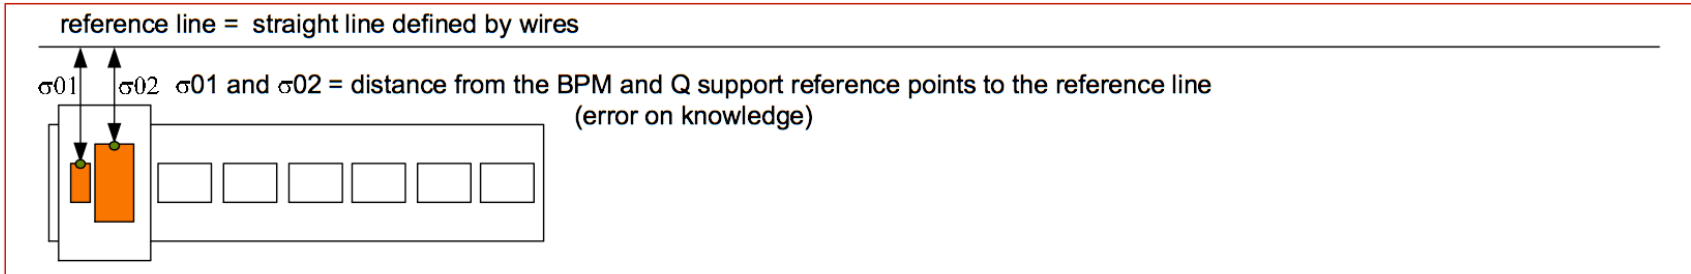 reference line =  straight line defined by wires
σ01 σ02 σ01 and σ02 = distance from the BPM and Q support reference points to the reference line
(error on knowledge)